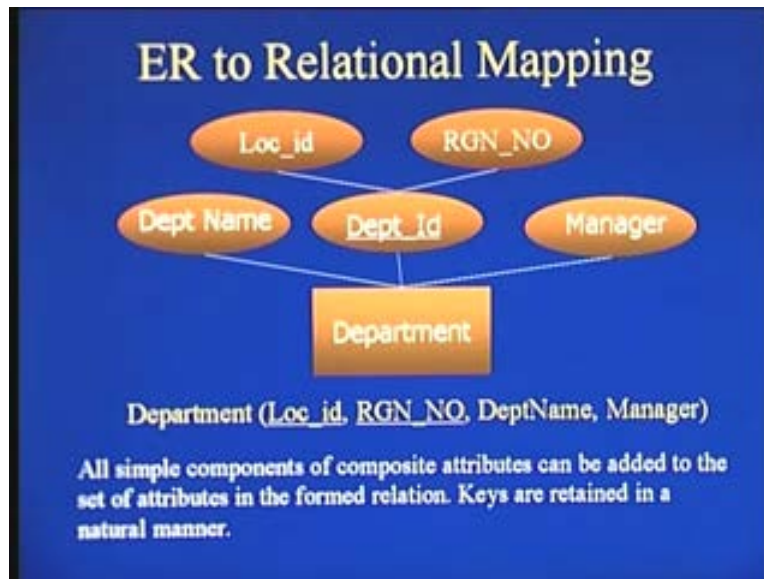 ER to Relational Mapping
Loc_id RGN_NO
Dept Name Dept_Id Manager
Department
Department (Loc_id, RGN_NO, DeptName, Manager)
All simple components of composite attributes can be added to the
set of attributes in the formed relation. Keys are retained in a
natural manner.